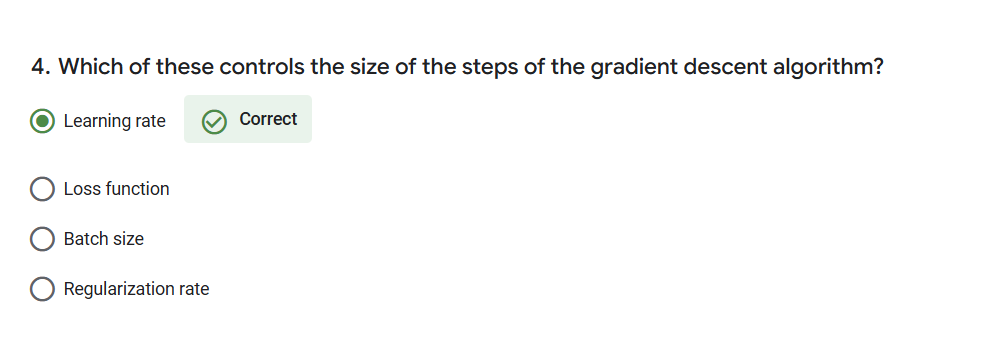 4. Which of these controls the size of the steps of the gradient descent algorithm?
Learning rate Correct
Loss function
Batch size
Regularization rate